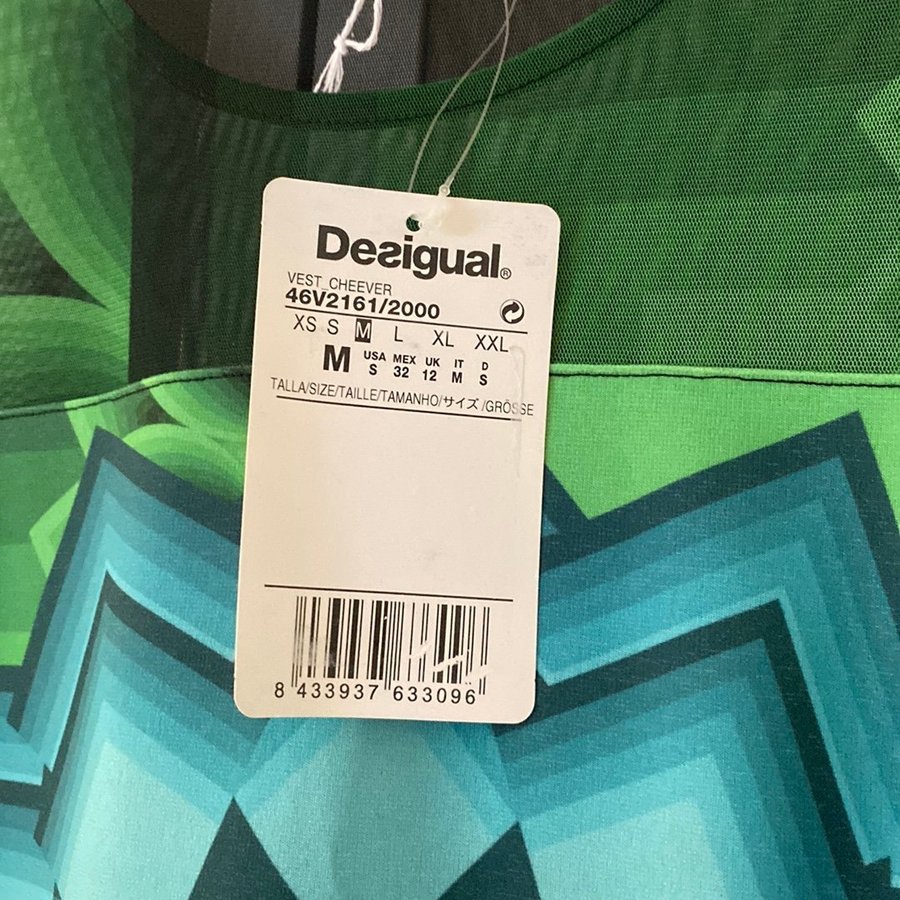 Desigual®
VEST_CHEEVER
46V2161/2000
XS S M L XL XXL
M USA S MEX 32 UK 12 IT M D S
TALLA/SIZE/TAILLE/TAMANHO/サイズ/GRÖSSE
8 433937 633096